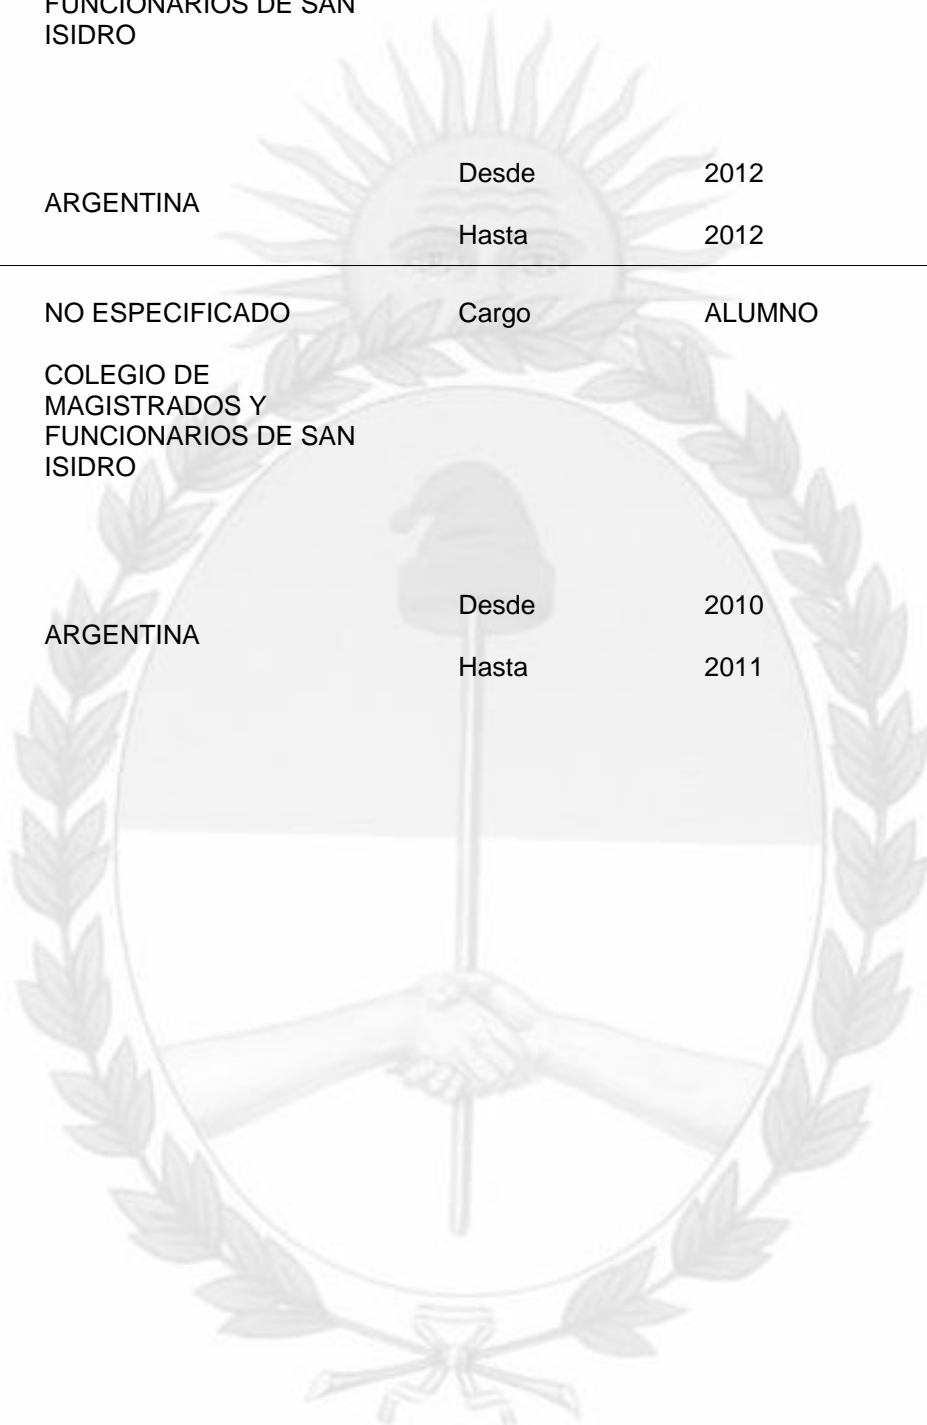 FUNCIONARIOS DE SAN
ISIDRO
Desde 2012
ARGENTINA
Hasta 2012
NO ESPECIFICADO Cargo ALUMNO
COLEGIO DE
MAGISTRADOS Y
FUNCIONARIOS DE SAN
ISIDRO
Desde 2010
ARGENTINA
Hasta 2011